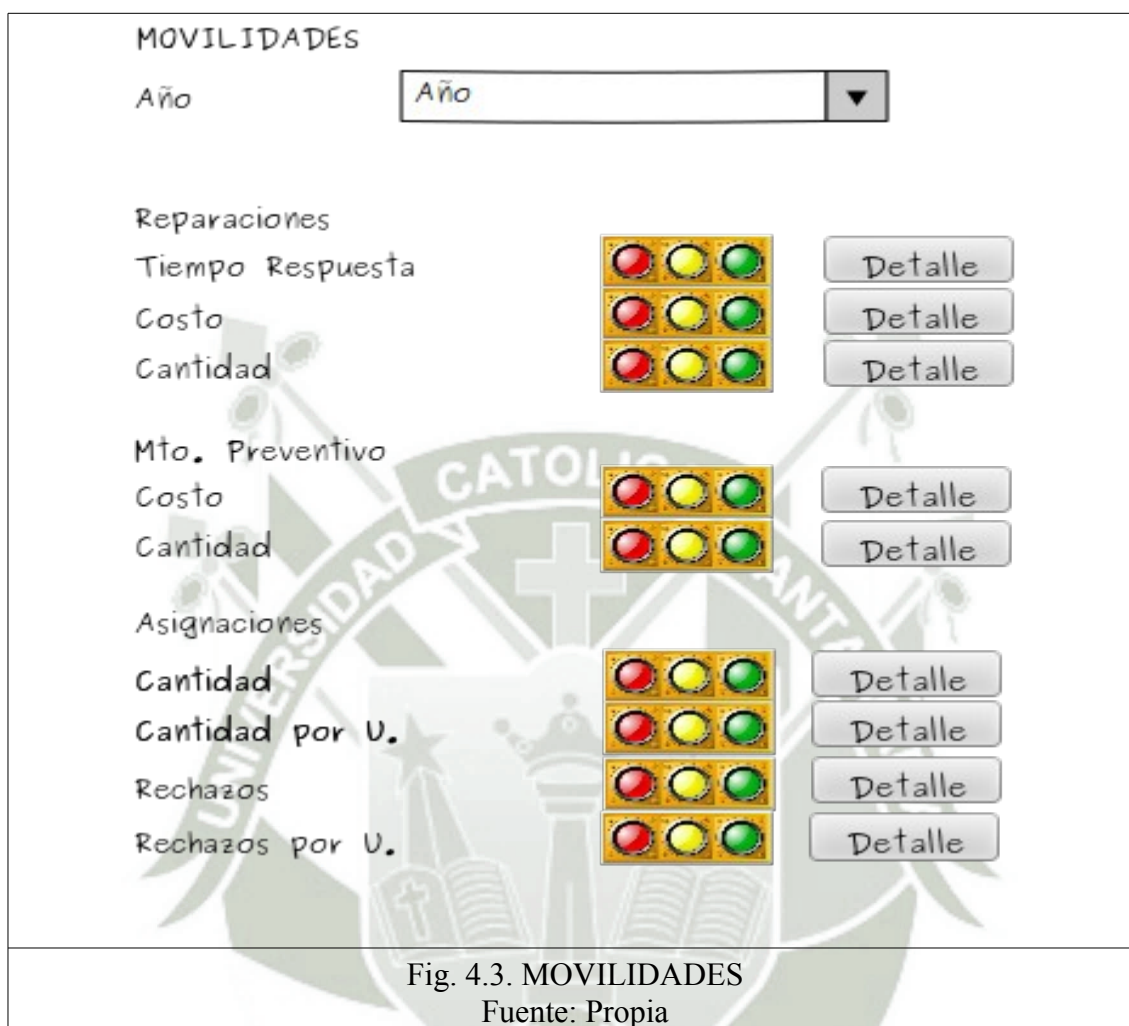 MOVILIDADES
Año Año
Reparaciones
Tiempo Respuesta Detalle
Costo Detalle
Cantidad Detalle
Mto. Preventivo
Costo Detalle
Cantidad Detalle
Asignaciones
Cantidad Detalle
Cantidad por U. Detalle
Rechazos Detalle
Rechazos por U. Detalle
UNIVERSIDAD
Fig. 4.3. MOVILIDADES
Fuente: Propia